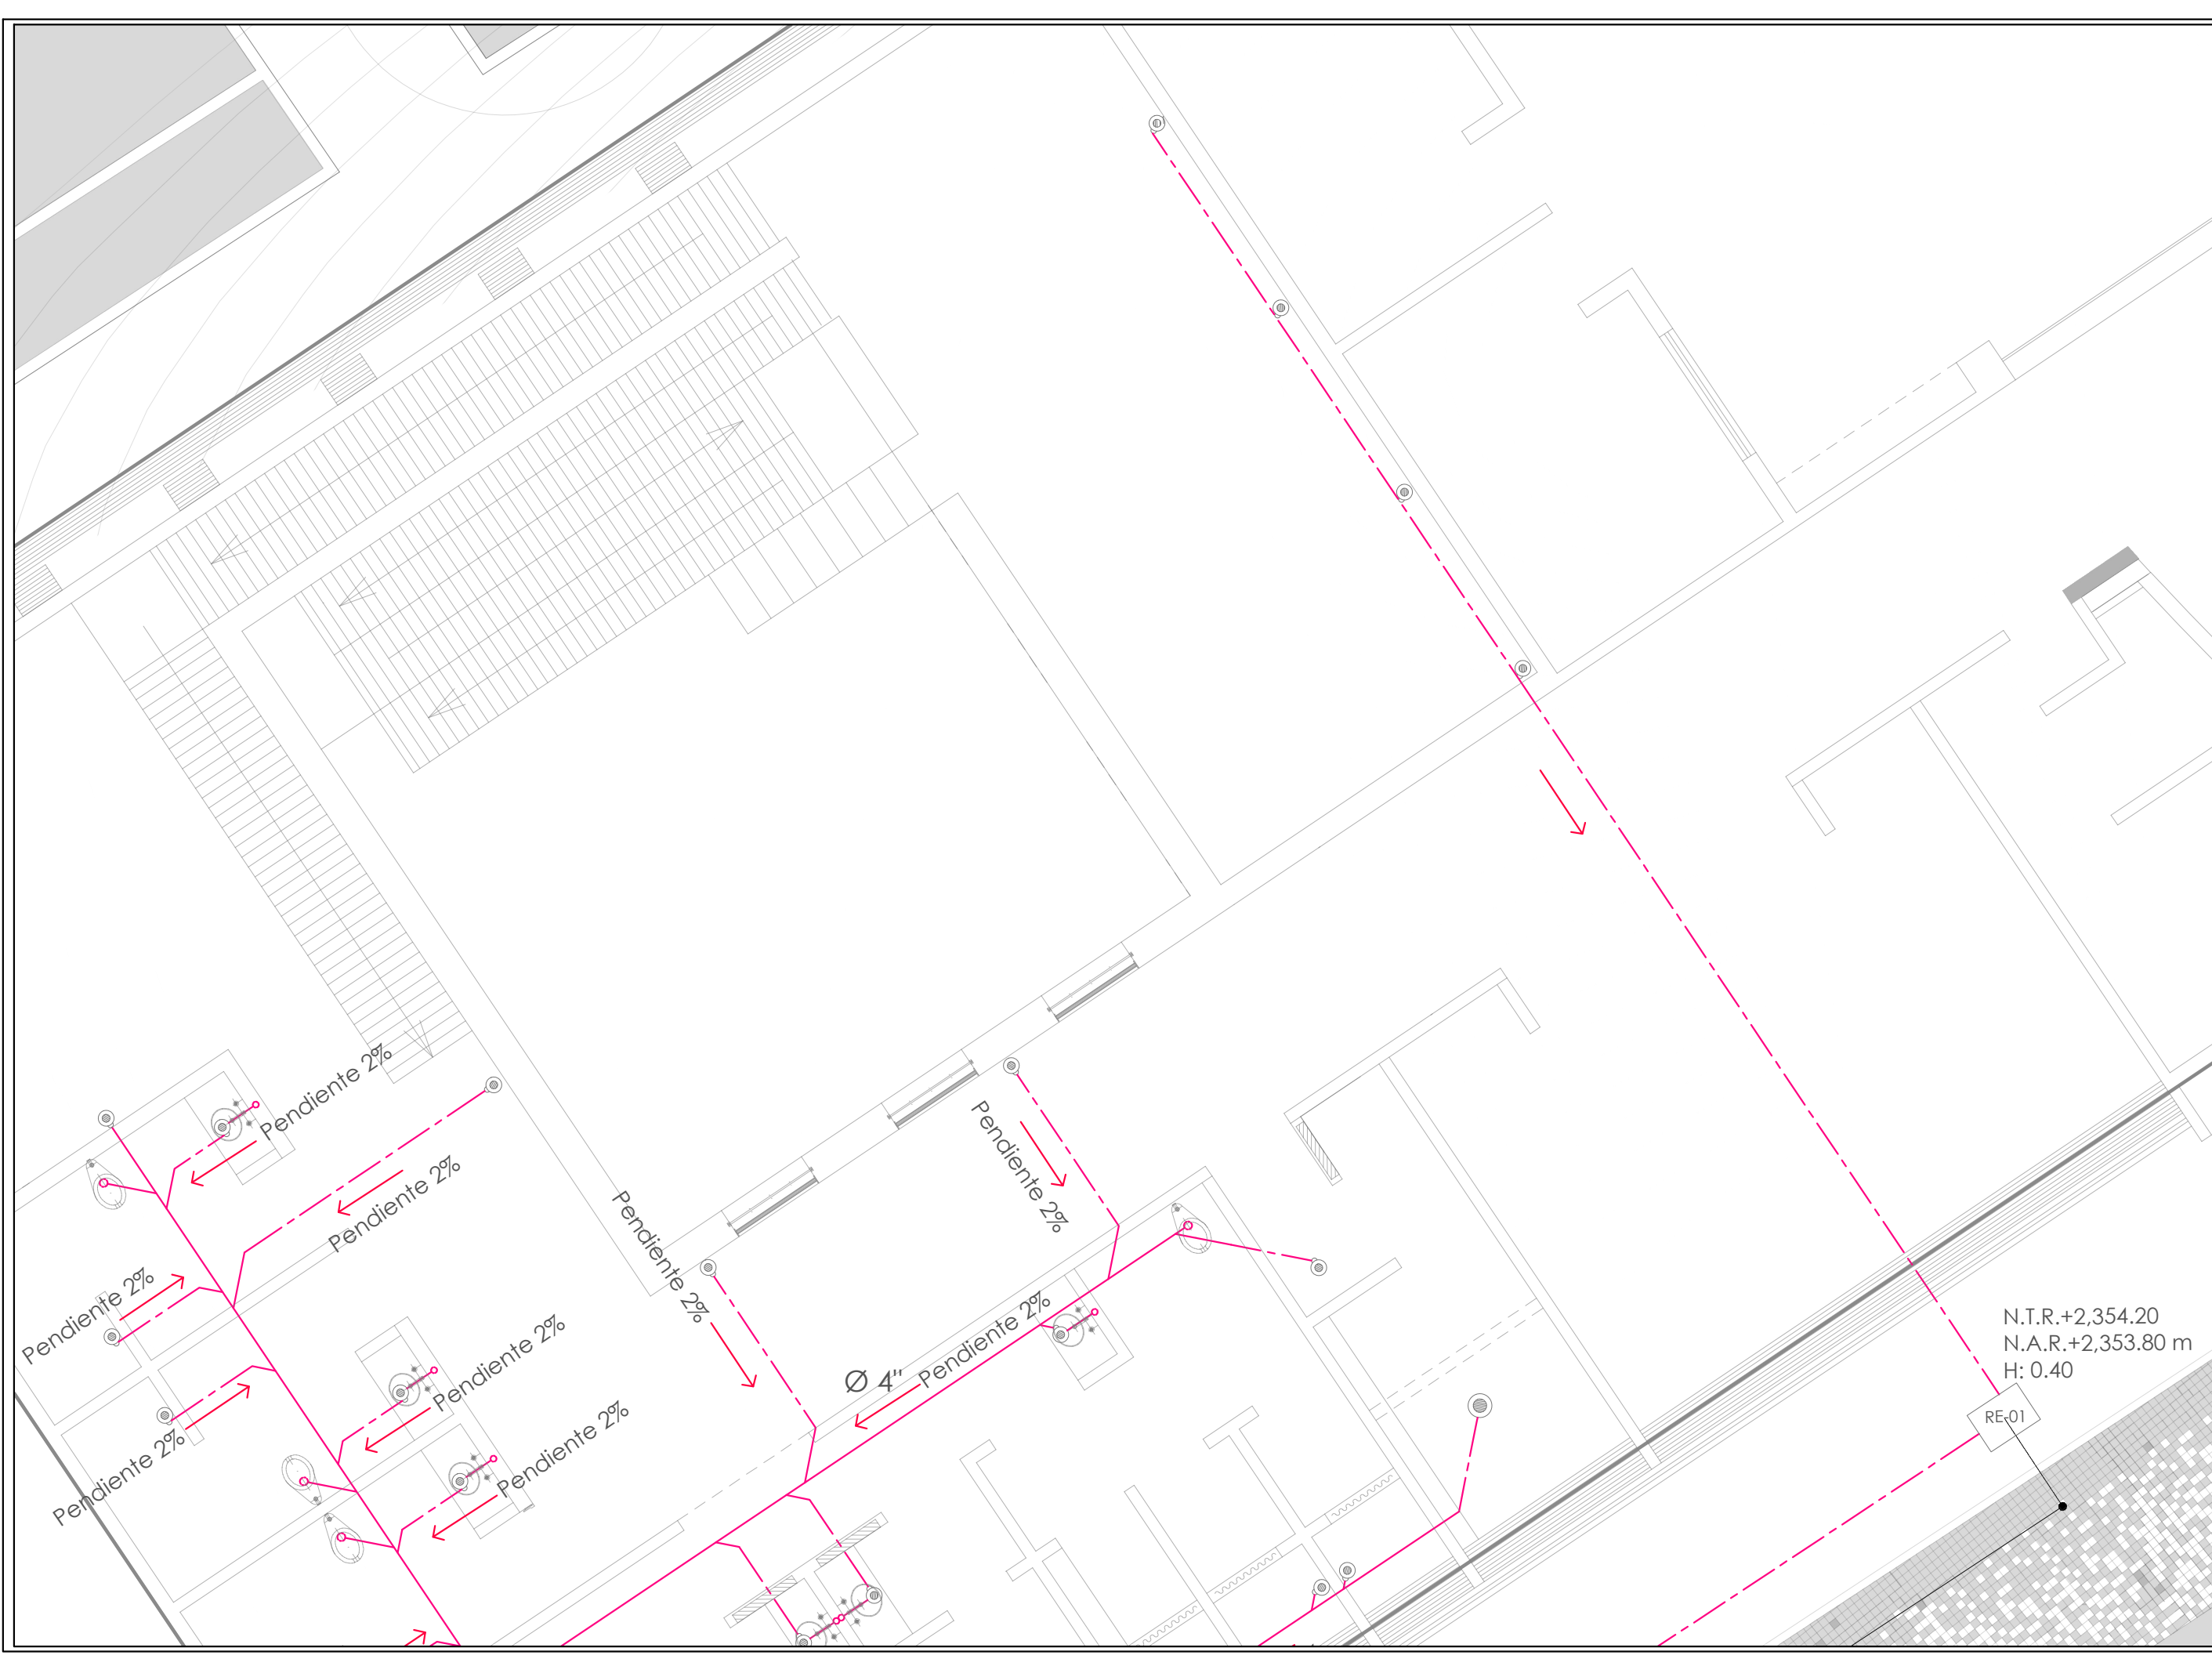 Pendiente 2%
Pendiente 2%
Pendiente 2%
Pendiente 2%
Pendiente 2%
Pendiente 2%
Pendiente 2%
Pendiente 2%
Ø 4"
Pendiente 2%
N.T.R.+2,354.20
N.A.R.+2,353.80 m
H: 0.40
RE-01